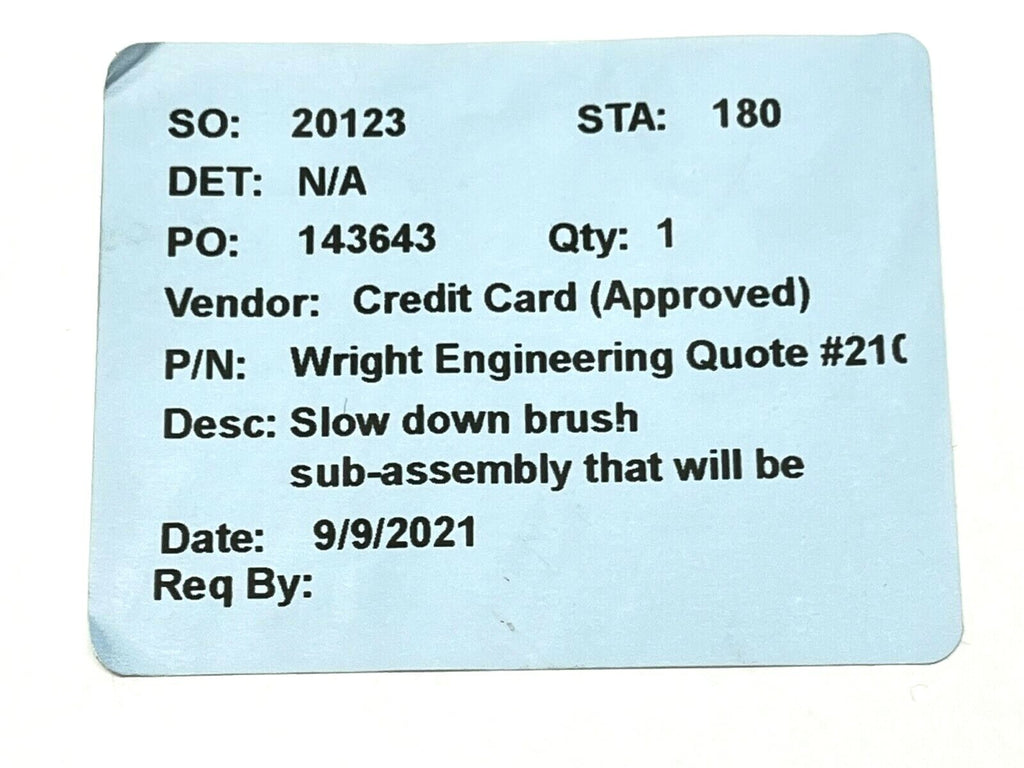 SO: 20123 STA: 180
DET: N/A
PO: 143643 Qty: 1
Vendor: Credit Card (Approved)
P/N: Wright Engineering Quote #210
Desc: Slow down brush
sub-assembly that will be
Date: 9/9/2021
Req By: